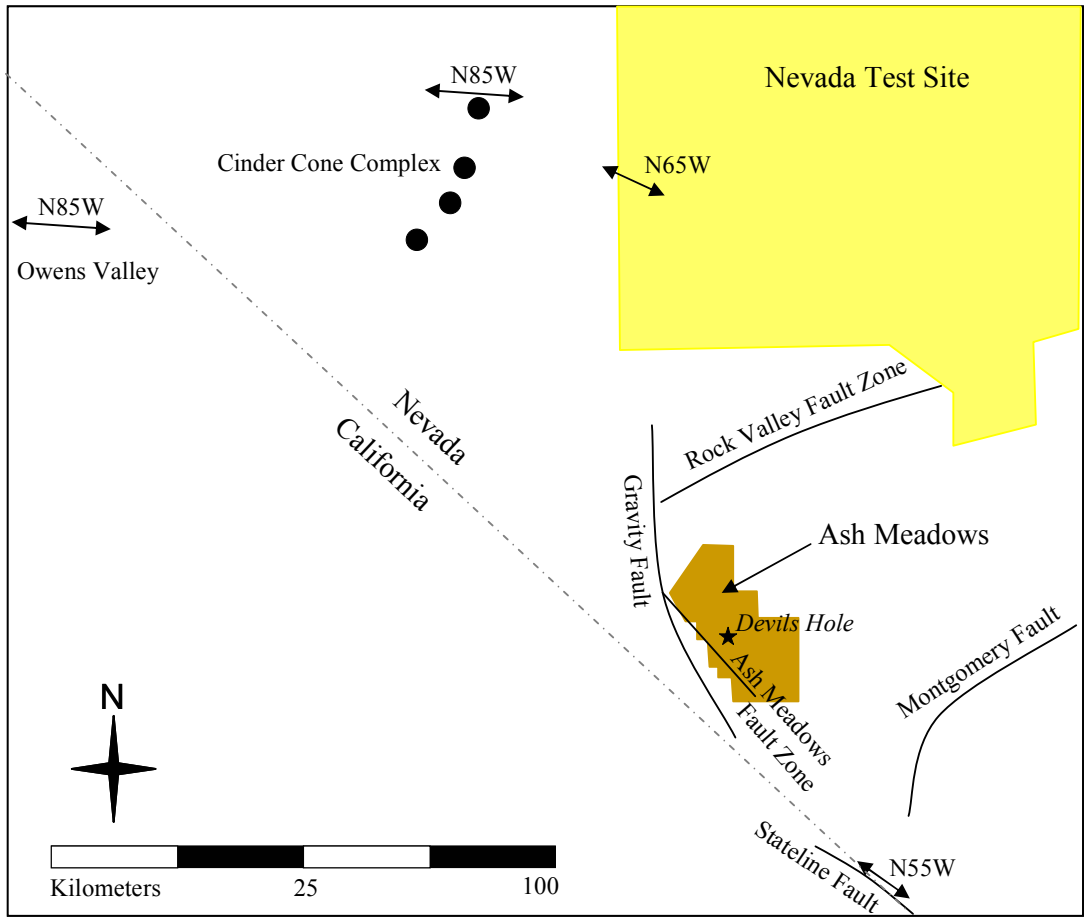 N85W
Nevada Test Site
Cinder Cone Complex
N65W
N85W
Owens Valley
Nevada
California
Rock Valley Fault Zone
Gravity Fault
Ash Meadows
Devils Hole
Ash Meadows
Fault Zone
Montgomery Fault
N
Stateline Fault
N55W
Kilometers
25
100